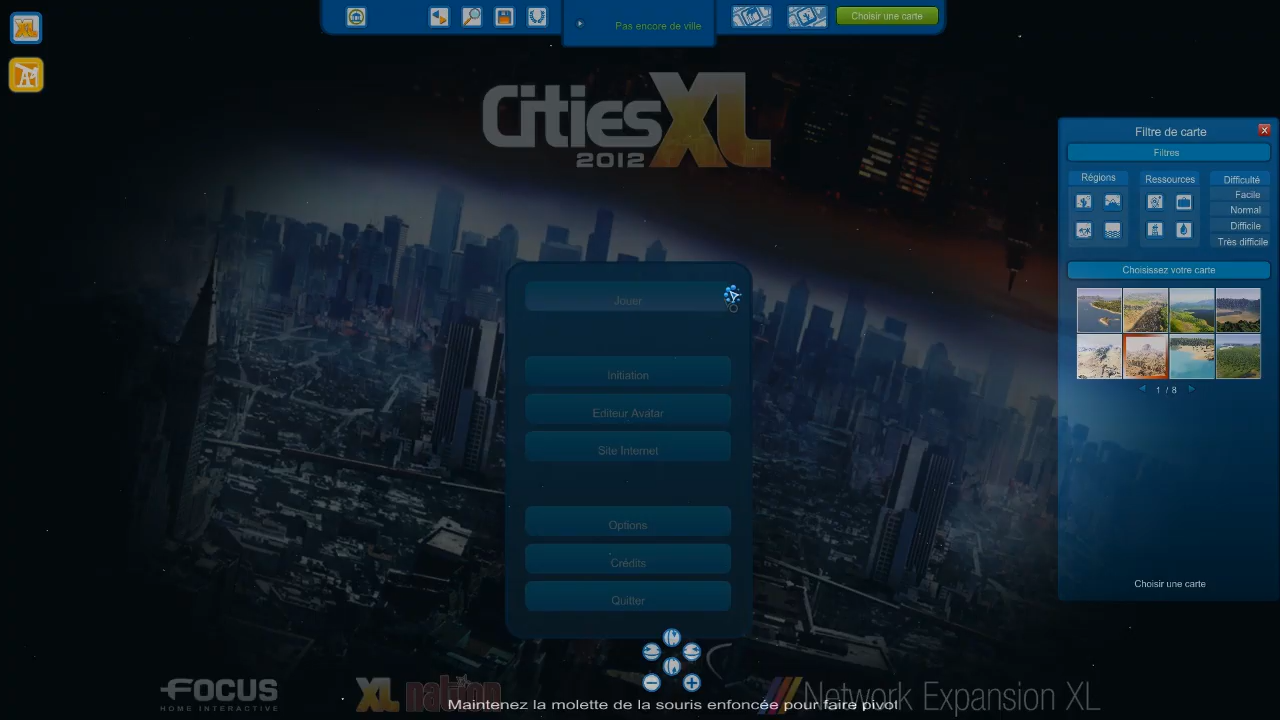 Pas encore de ville
Choisir une carte
Cities XL
2012
Jouer
Initiation
Editeur Avatar
Site Internet
Options
Crédits
Quitter
Filtre de carte
Filtres
Régions
Ressources
Difficulté
Facile
Normal
Difficile
Très difficile
Choisissez votre carte
1 / 8
Choisir une carte
FOCUS
HOME INTERACTIVE
XL nation
Network Expansion XL
Maintenez la molette de la souris enfoncée pour faire pivot